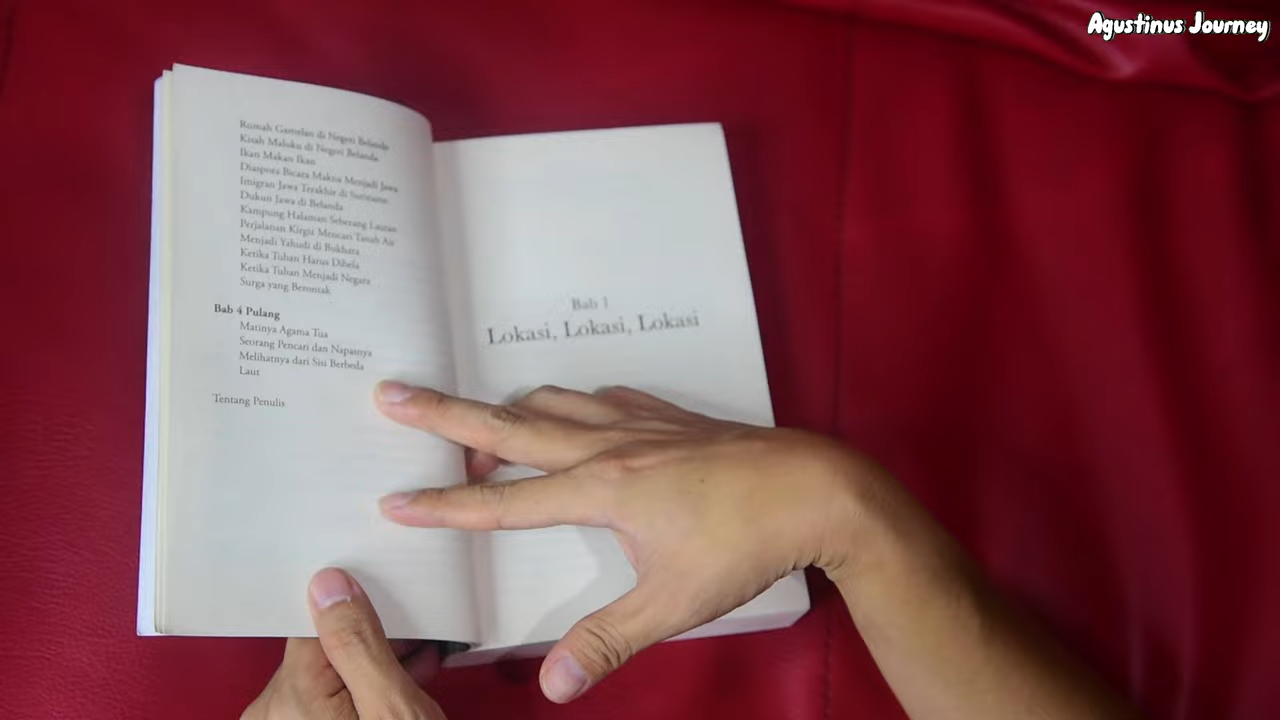 Agustinus Journey
Rumah Gamelan di Negeri Belanda
Kisah Maluku di Negeri Belanda
Ikan Makan Ikan
Diaspora Bicara Makna Menjadi Jawa
Imigran Jawa Terakhir di Suriname
Dukun Jawa di Belanda
Kampung Halaman Seberang Lautan
Perjalanan Kirgiz Mencari Tanah Air
Menjadi Yahudi di Bukhara
Ketika Tuhan Harus Dibela
Ketika Tuhan Menjadi Negara
Surga yang Berontak
Bab 4 Pulang
Matinya Agama Tua
Seorang Pencari dan Napasnya
Melihatnya dari Sisi Berbeda
Laut
Tentang Penulis
Bab 1
Lokasi, Lokasi, Lokasi